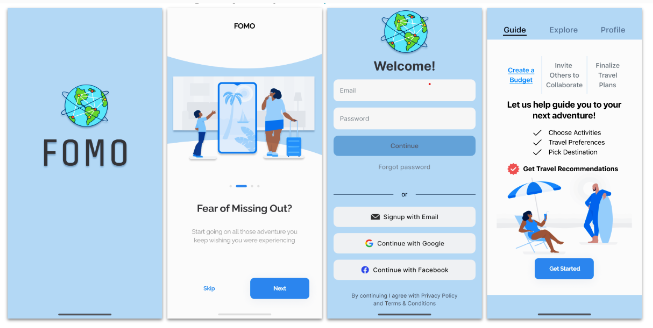 FOMO
FOMO
Fear of Missing Out?
Start going on all those adventure you
keep wishing you were experiencing
Skip
Next
Welcome!
Email
Password
Continue
Forgot password
or
Signup with Email
Continue with Google
Continue with Facebook
By continuing I agree with Privacy Policy
and Terms & Conditions
Guide
Explore
Profile
Create a
Budget
Invite
Others to
Collaborate
Finalize
Travel
Plans
Let us help guide you to your
next adventure!
Choose Activities
Travel Preferences
Pick Destination
Get Travel Recommendations
Get Started